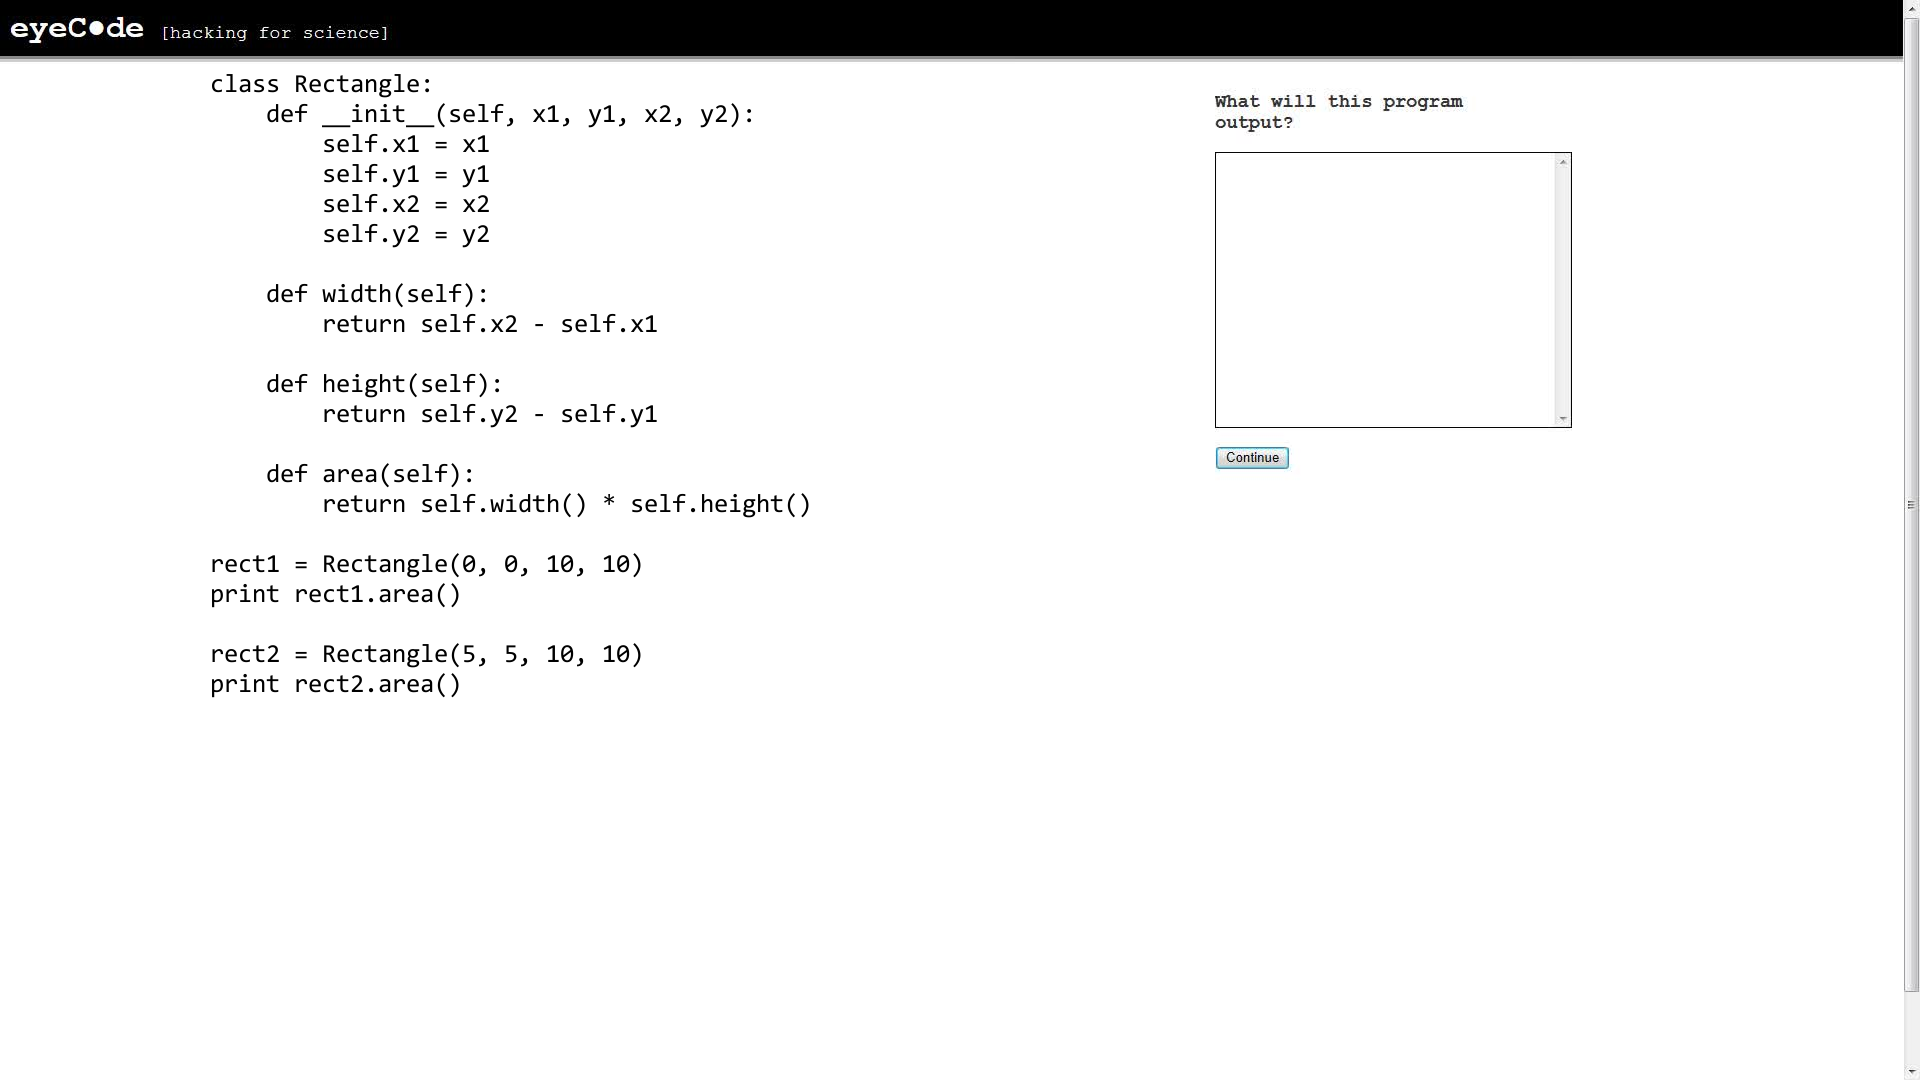 eyeCode [hacking for science]
class Rectangle:
    def __init__(self, x1, y1, x2, y2):
        self.x1 = x1
        self.y1 = y1
        self.x2 = x2
        self.y2 = y2
    def width(self):
        return self.x2 - self.x1
    def height(self):
        return self.y2 - self.y1
    def area(self):
        return self.width() * self.height()
rect1 = Rectangle(0, 0, 10, 10)
print rect1.area()
rect2 = Rectangle(5, 5, 10, 10)
print rect2.area()
What will this program
output?
Continue